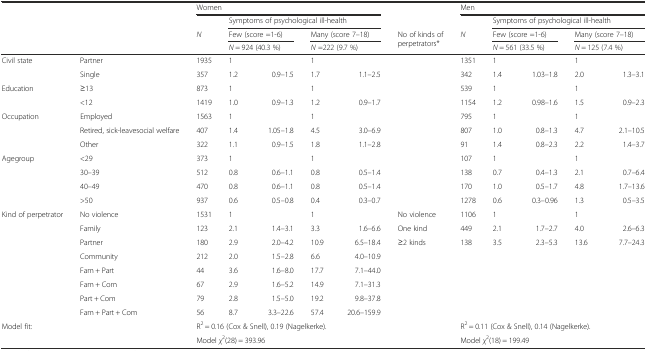 Women Men
Symptoms of psychological ill-health Symptoms of psychological ill-health
N Few (score =1-6) Many (score 7–18) No of kinds of perpetrators* N Few (score =1-6) Many (score 7–18)
N = 924 (40.3 %) N =222 (9.7 %) N = 561 (33.5 %) N = 125 (7.4 %)
Civil state Partner 1935 1 1 1351 1 1
Single 357 1.2 0.9–1.5 1.7 1.1–2.5 342 1.4 1.03–1.8 2.0 1.3–3.1
Education ≥13 873 1 1 539 1 1
<12 1419 1.0 0.9–1.3 1.2 0.9–1.7 1154 1.2 0.98–1.6 1.5 0.9–2.3
Occupation Employed 1563 1 1 795 1 1
Retired, sick-leavesocial welfare 407 1.4 1.05–1.8 4.5 3.0–6.9 807 1.0 0.8–1.3 4.7 2.1–10.5
Other 322 1.1 0.9–1.5 1.8 1.1–2.8 91 1.4 0.8–2.3 2.2 1.4–3.7
Agegroup <29 373 1 1 107 1 1
30–39 512 0.8 0.6–1.1 0.8 0.5–1.4 138 0.7 0.4–1.3 2.1 0.7–6.4
40–49 470 0.8 0.6–1.1 0.8 0.5–1.4 170 1.0 0.5–1.7 4.8 1.7–13.6
>50 937 0.6 0.5–0.8 0.4 0.3–0.7 1278 0.6 0.3–0.96 1.3 0.5–3.5
Kind of perpetrator No violence 1531 1 1 No violence 1106 1 1
Family 123 2.1 1.4–3.1 3.3 1.6–6.6 One kind 449 2.1 1.7–2.7 4.0 2.6–6.3
Partner 180 2.9 2.0–4.2 10.9 6.5–18.4 ≥2 kinds 138 3.5 2.3–5.3 13.6 7.7–24.3
Community 212 2.0 1.5–2.8 6.6 4.0–10.9
Fam + Part 44 3.6 1.6–8.0 17.7 7.1–44.0
Fam + Com 67 2.9 1.6–5.2 14.9 7.1–31.3
Part + Com 79 2.8 1.5–5.0 19.2 9.8–37.8
Fam + Part + Com 56 8.7 3.3–22.6 57.4 20.6–159.9
Model fit: R² = 0.16 (Cox & Snell), 0.19 (Nagelkerke). R² = 0.11 (Cox & Snell), 0.14 (Nagelkerke).
Model χ²(28) = 393.96 Model χ²(18) = 199.49